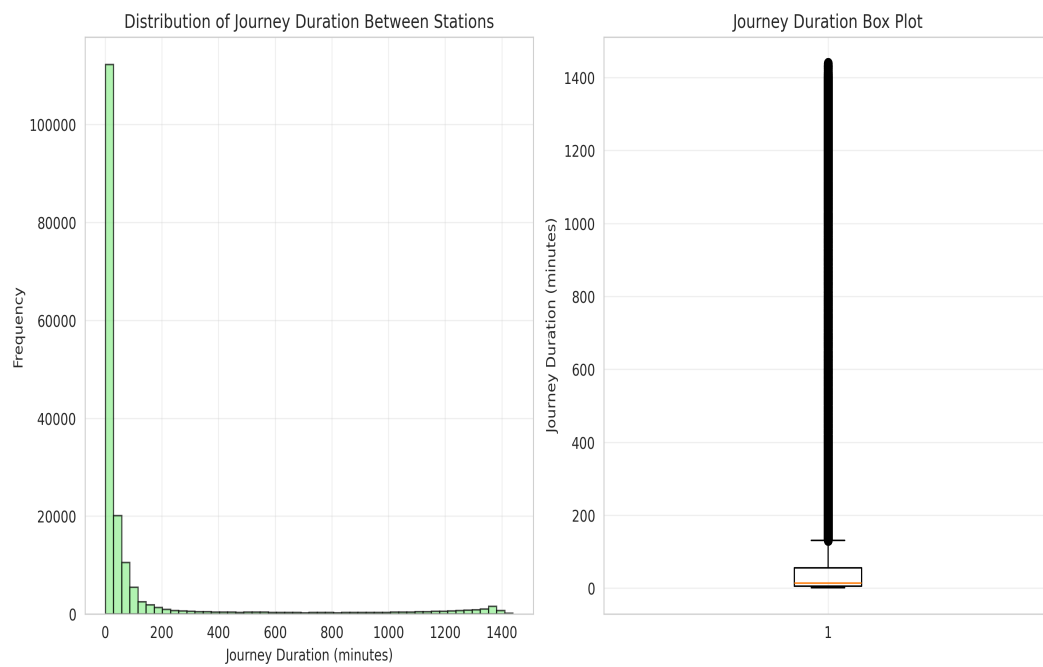 Distribution of Journey Duration Between Stations
Frequency
100000
80000
60000
40000
20000
0
0 200 400 600 800 1000 1200 1400
Journey Duration (minutes)
Journey Duration Box Plot
Journey Duration (minutes)
1400
1200
1000
800
600
400
200
0
1